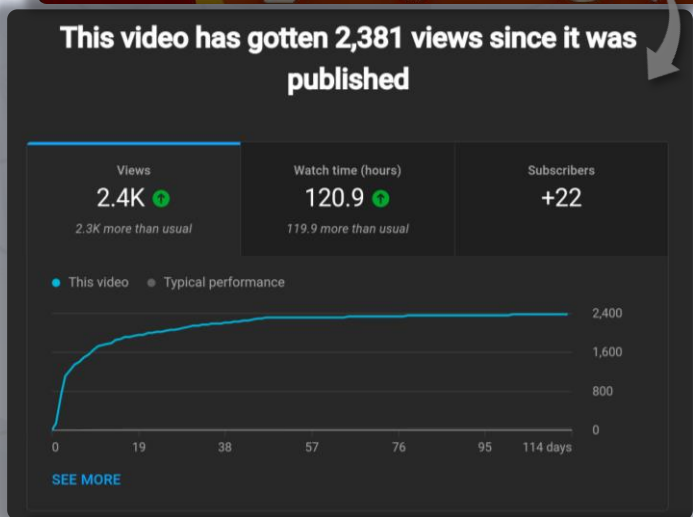 This video has gotten 2,381 views since it was
published
Views
2.4K
2.3K more than usual
Watch time (hours)
120.9
119.9 more than usual
Subscribers
+22
This video Typical performance
2,400
1,600
800
0
0 19 38 57 76 95 114 days
SEE MORE